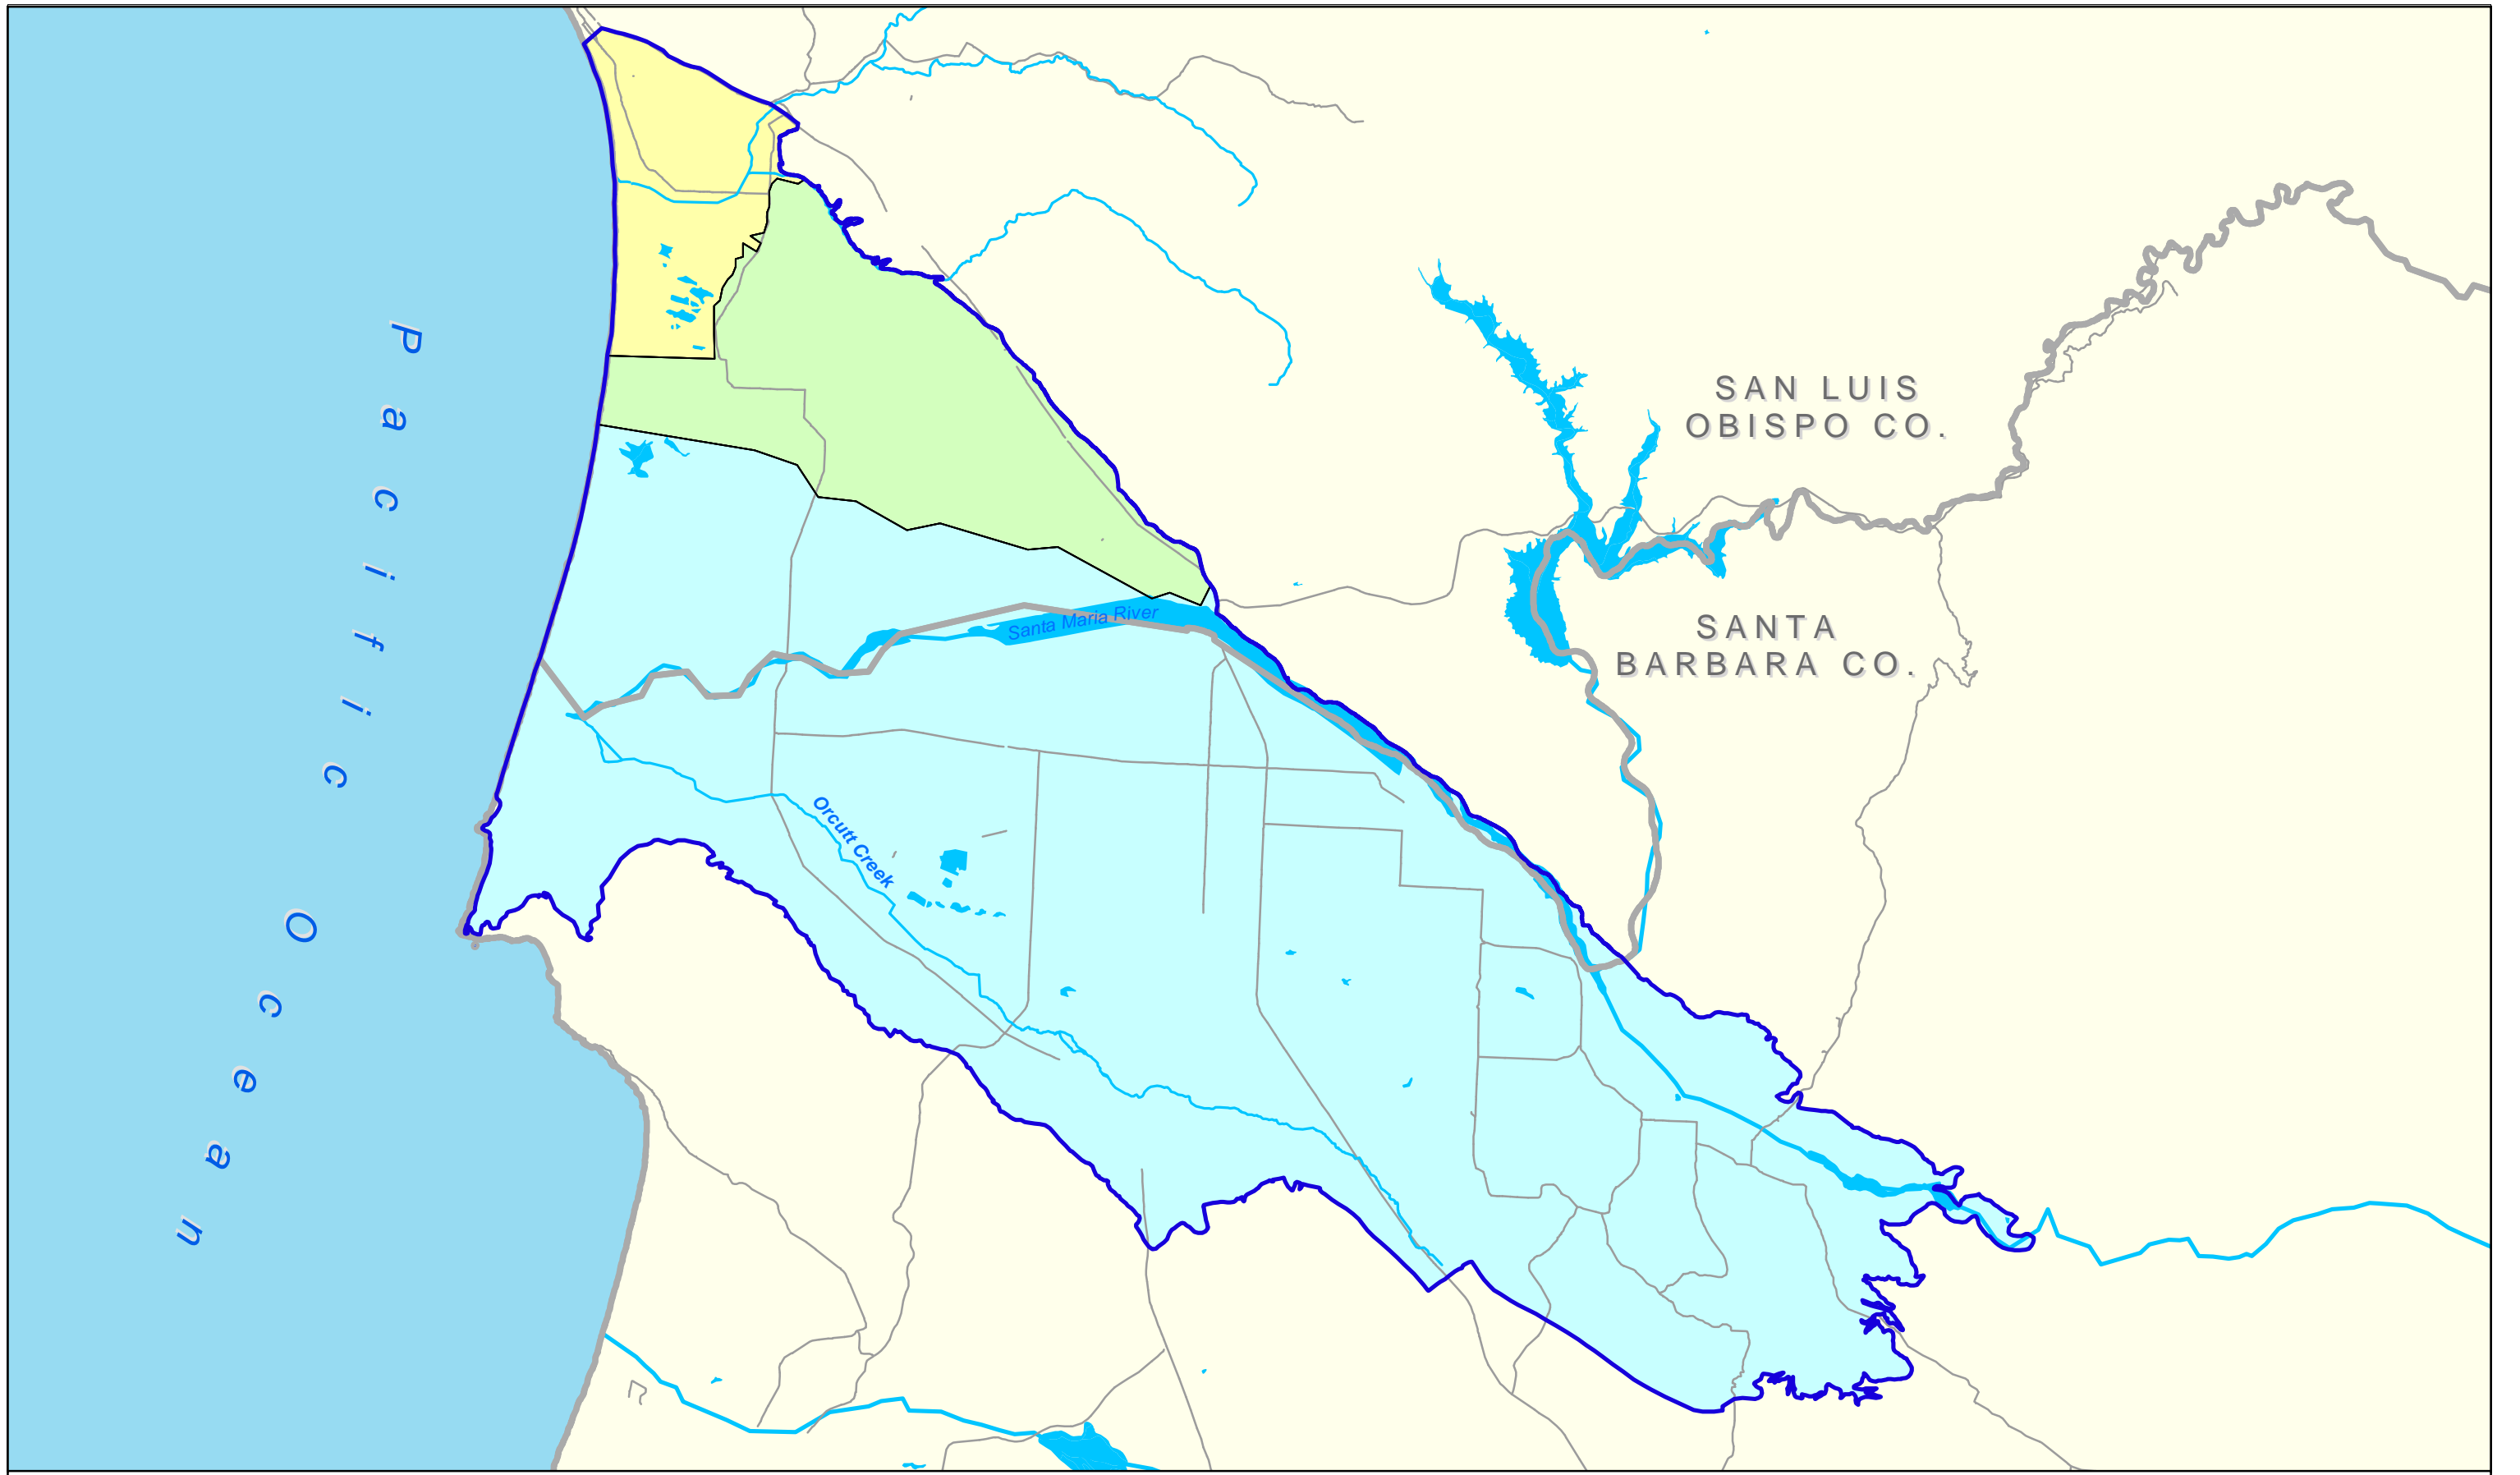 Pacific Ocean
SAN LUIS
OBISPO CO.
SANTA
BARBARA CO.
Santa Maria River
Orcutt Creek